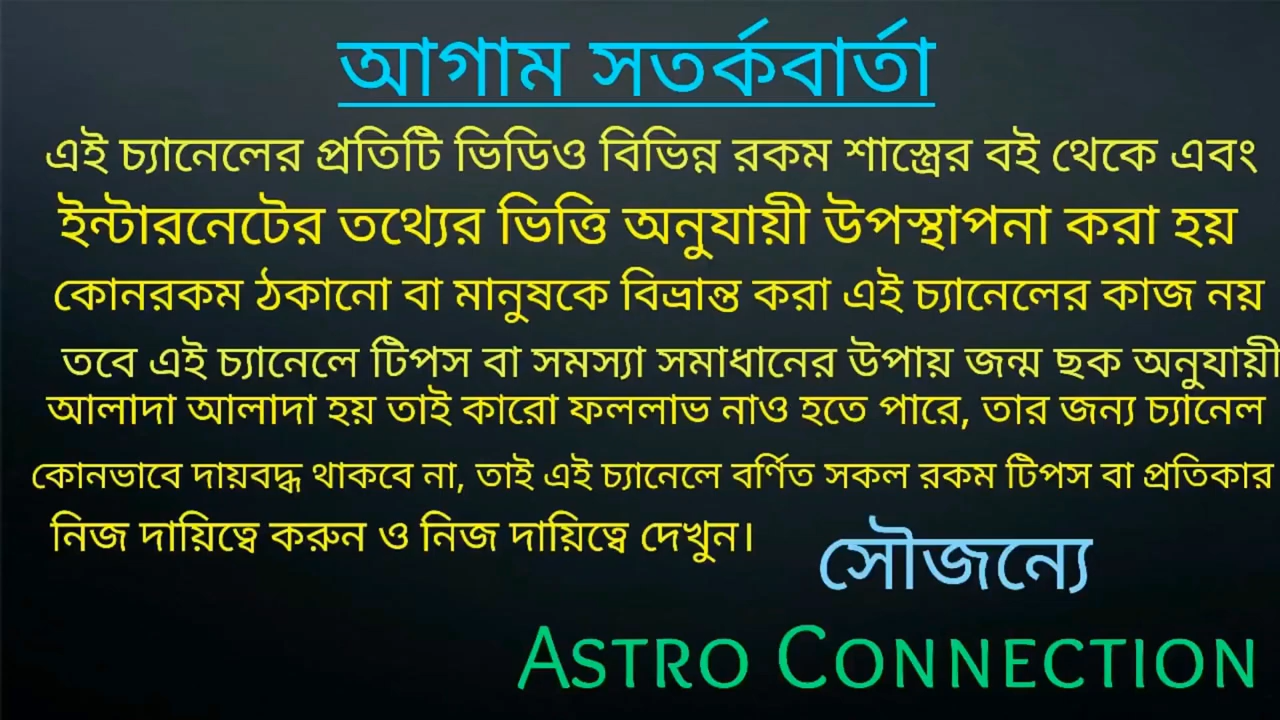 আগাম সতর্কবার্তা
এই চ্যানেলের প্রতিটি ভিডিও বিভিন্ন রকম শাস্ত্রের বই থেকে এবং
ইন্টারনেটের তথ্যের ভিত্তি অনুযায়ী উপস্থাপনা করা হয়
কোনরকম ঠকানো বা মানুষকে বিভ্রান্ত করা এই চ্যানেলের কাজ নয়
তবে এই চ্যানেলে টিপস বা সমস্যা সমাধানের উপায় জন্ম ছক অনুযায়ী
আলাদা আলাদা হয় তাই কারো ফললাভ নাও হতে পারে, তার জন্য চ্যানেল
কোনভাবে দায়বদ্ধ থাকবে না, তাই এই চ্যানেলে বর্ণিত সকল রকম টিপস বা প্রতিকার
নিজ দায়িত্বে করুন ও নিজ দায়িত্বে দেখুন।
সৌজন্যে
ASTRO CONNECTION